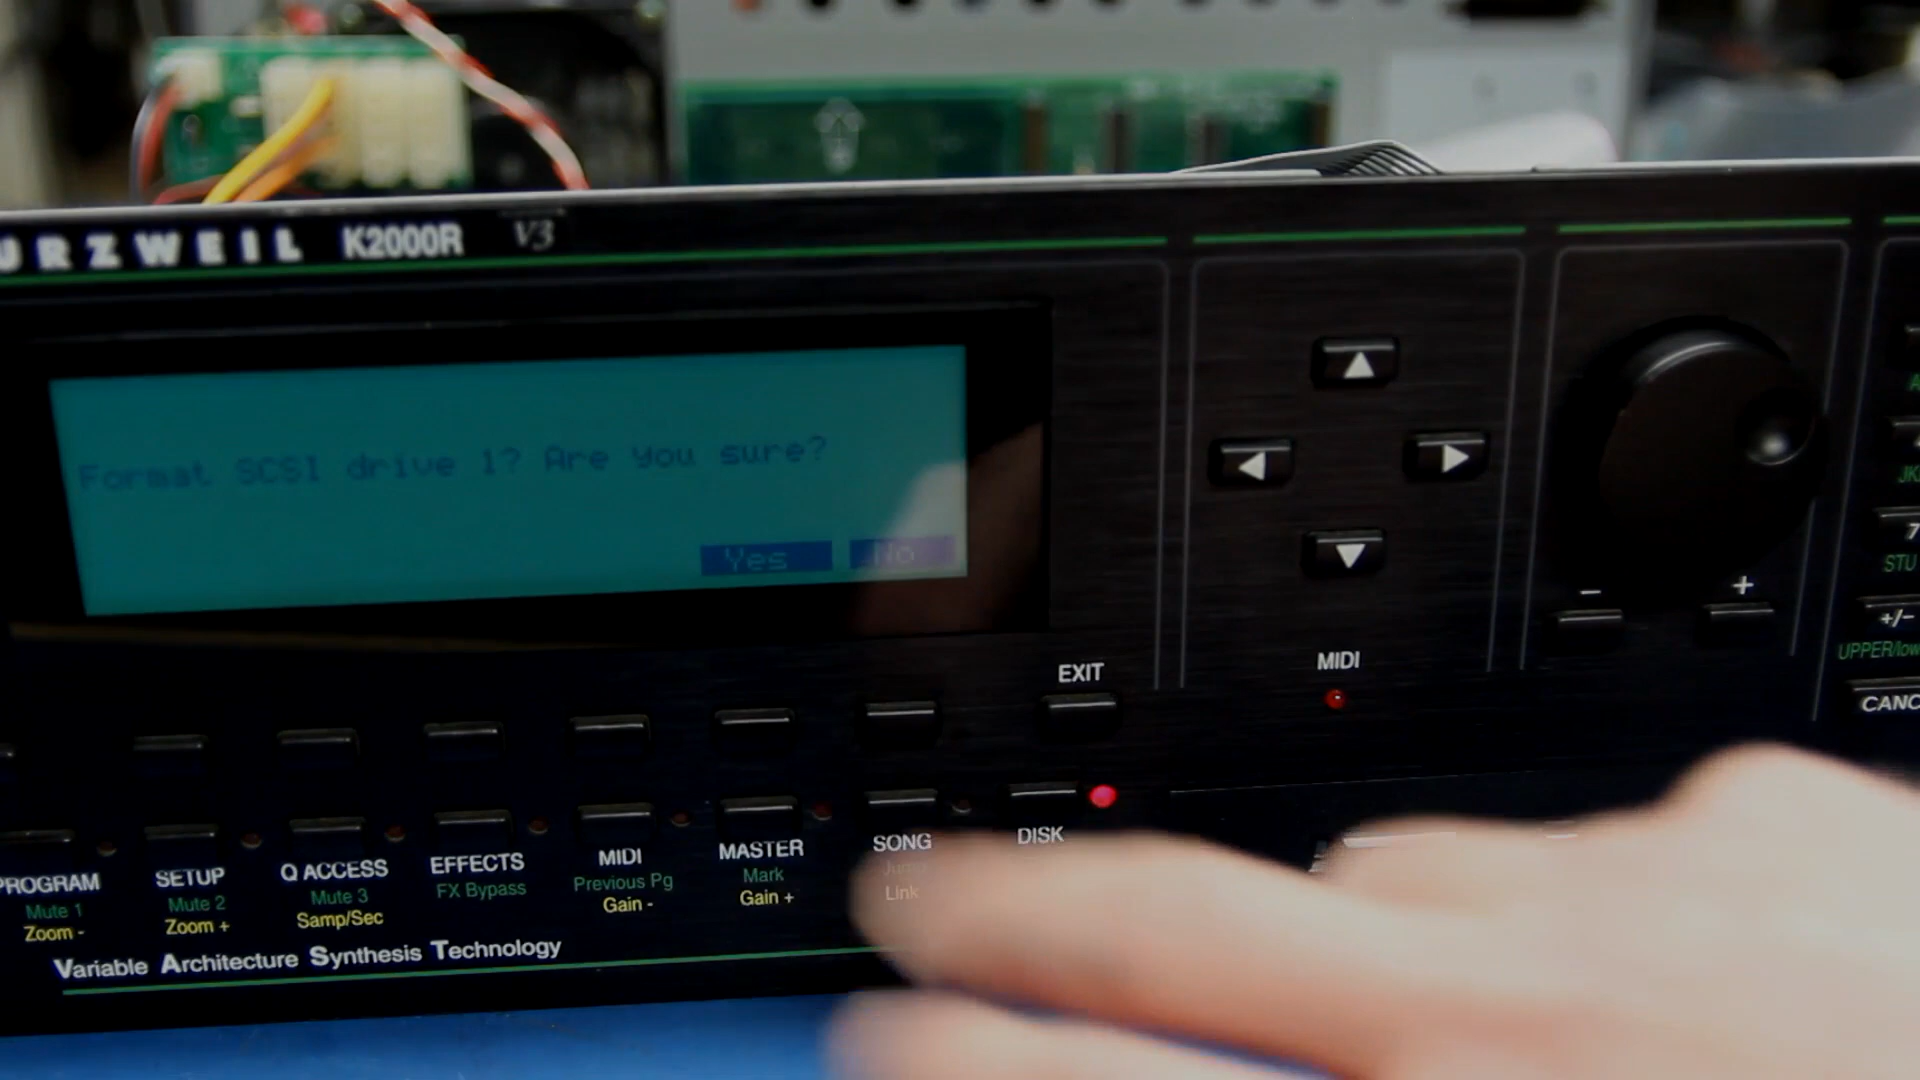 URZWEIL K2000R V3
Format SCSI drive 1? Are you sure?
Yes No
EXIT
MIDI
- +
7
STU
+/-
UPPER/low
CANC
PROGRAM SETUP Q ACCESS EFFECTS MIDI MASTER SONG DISK
Mute 1 Mute 2 Mute 3 FX Bypass Previous Pg Mark Jump
Zoom - Zoom + Samp/Sec Gain - Gain + Link
Variable Architecture Synthesis Technology